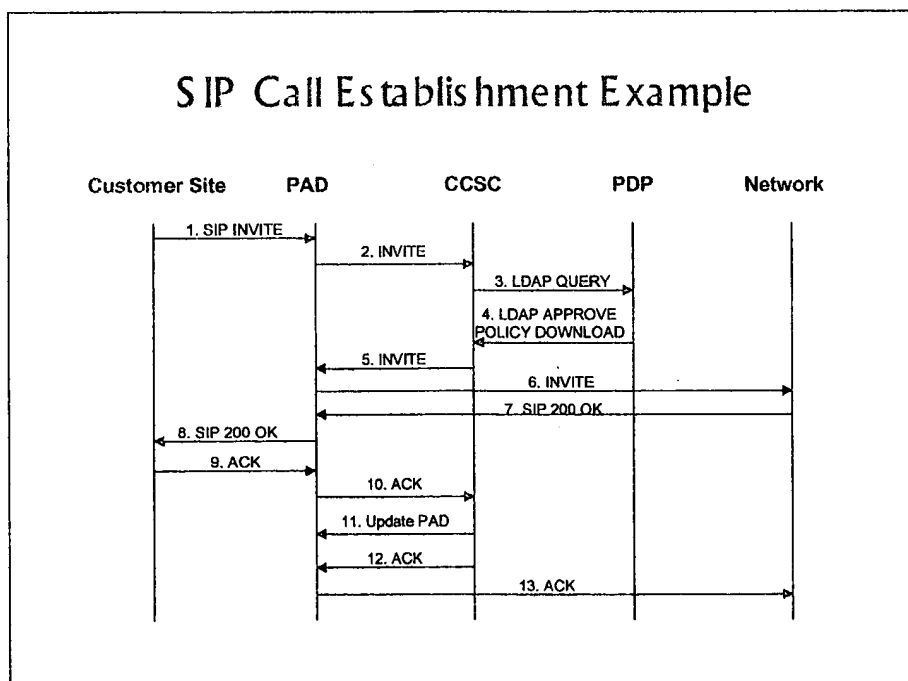 SIP Call Establishment Example
Customer Site PAD CCSC PDP Network
1. SIP INVITE
2. INVITE
3. LDAP QUERY
4. LDAP APPROVE
POLICY DOWNLOAD
5. INVITE
6. INVITE
7. SIP 200 OK
8. SIP 200 OK
9. ACK
10. ACK
11. Update PAD
12. ACK
13. ACK